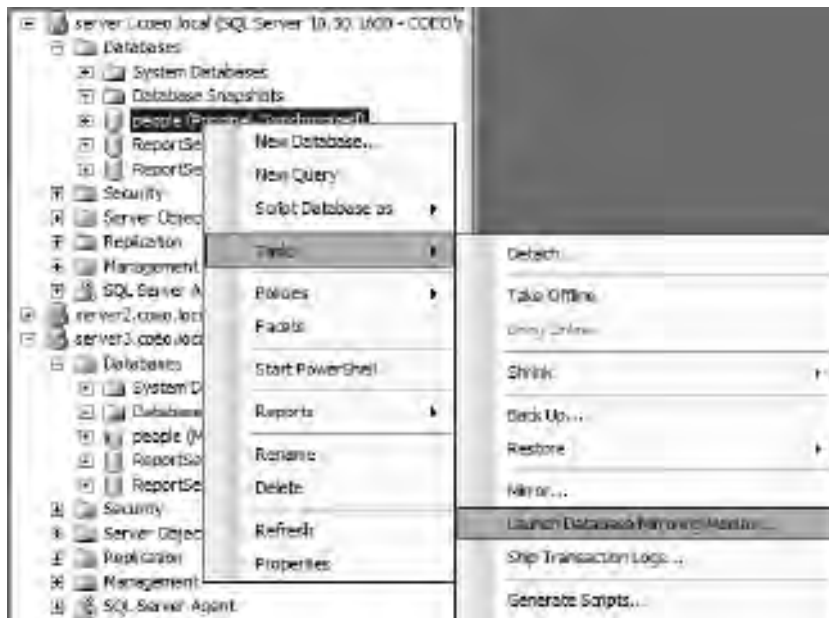 server1.coeo.local (SQL Server 10.50.1600 - COEO\
Databases
System Databases
Database Snapshots
people (Principal, Synchronized)
ReportSe
ReportSe
Security
Server Objec
Replication
Management
SQL Server A
server2.coeo.loc
server3.coeo.loc
Databases
System D
Database
people (M
ReportSe
ReportSe
Security
Server Objec
Replication
Management
SQL Server Agent
New Database...
New Query
Script Database as
Tasks
Policies
Facets
Start PowerShell
Reports
Rename
Delete
Refresh
Properties
Detach...
Take Offline
Bring Online
Shrink
Back Up...
Restore
Mirror...
Launch Database Mirroring Monitor...
Ship Transaction Logs...
Generate Scripts...